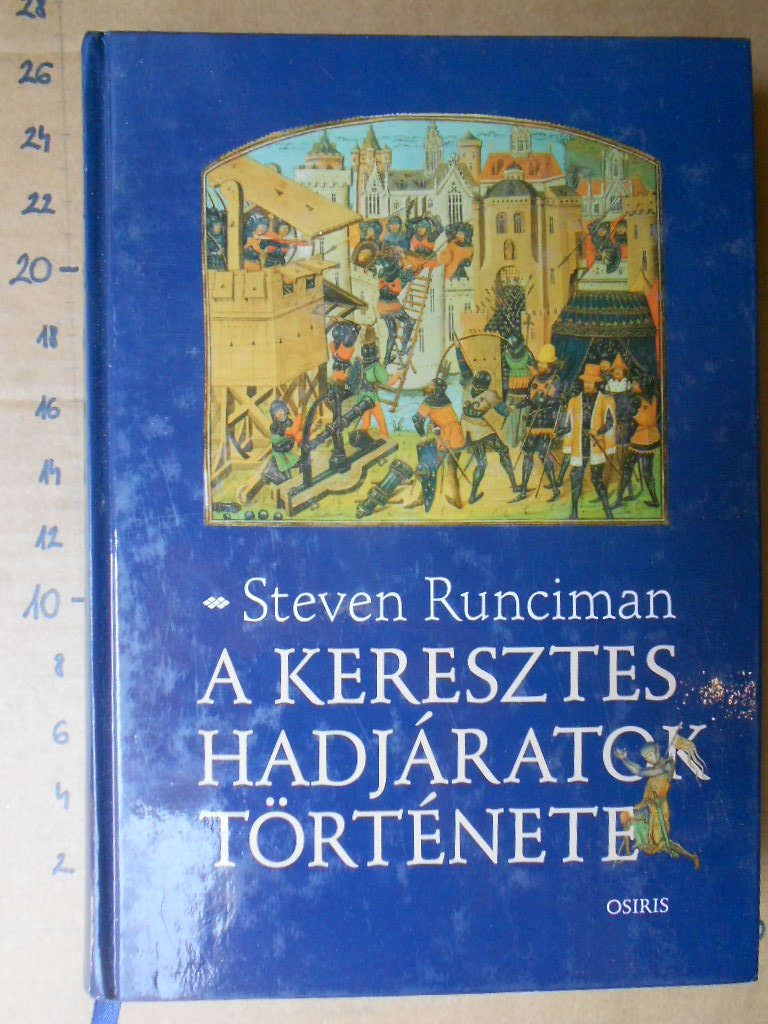 28
26
24
22
20
18
16
14
12
10
8
6
4
2
Steven Runciman
A KERESZTES
HADJÁRATOK
TÖRTÉNETE
OSIRIS